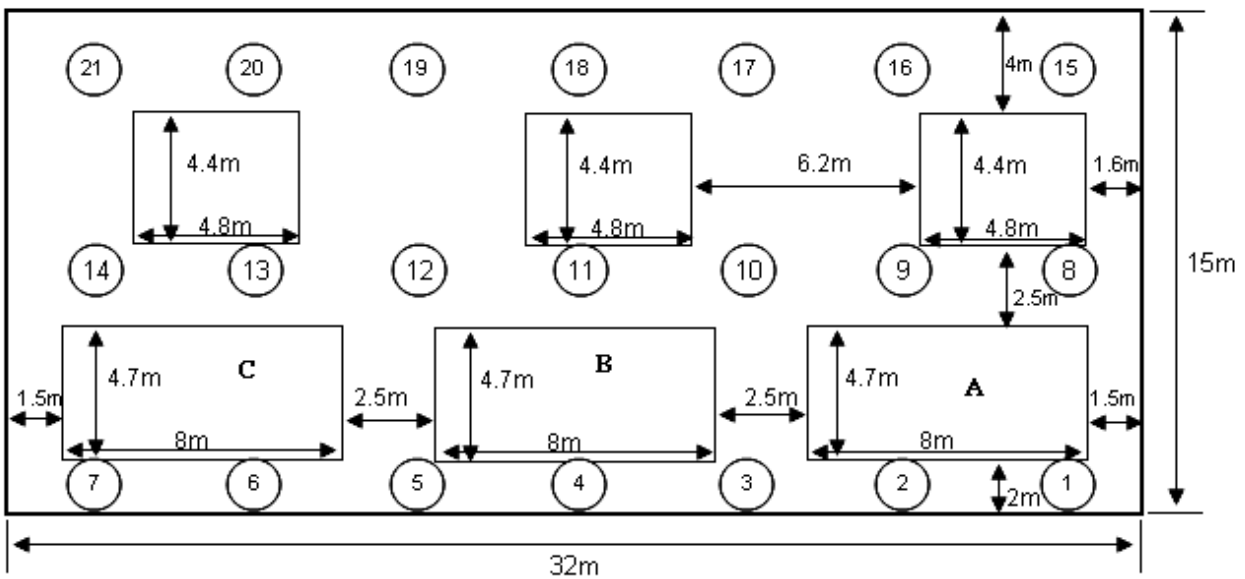 21 20 19 18 17 16 4m 15
4.4m 4.4m 6.2m 4.4m 1.6m
4.8m 4.8m 4.8m
14 13 12 11 10 9 8 15m
2.5m
C B
4.7m 4.7m 4.7m A
1.5m 2.5m 2.5m 1.5m
8m 8m 8m
7 6 5 4 3 2 2m 1
32m